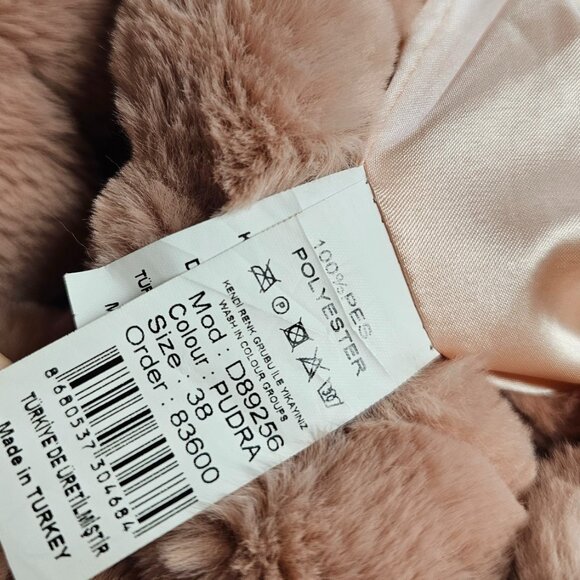 100%PES
POLYESTER
KENDİ RENK GRUBU İLE YIKAYINIZ
WASH IN COLOUR GROUPS
Mod : D89256
Colour : PUDRA
Size : 38
Order : 83600
8680537304684
TÜRKİYE'DE ÜRETİLMİŞTİR
Made in TURKEY